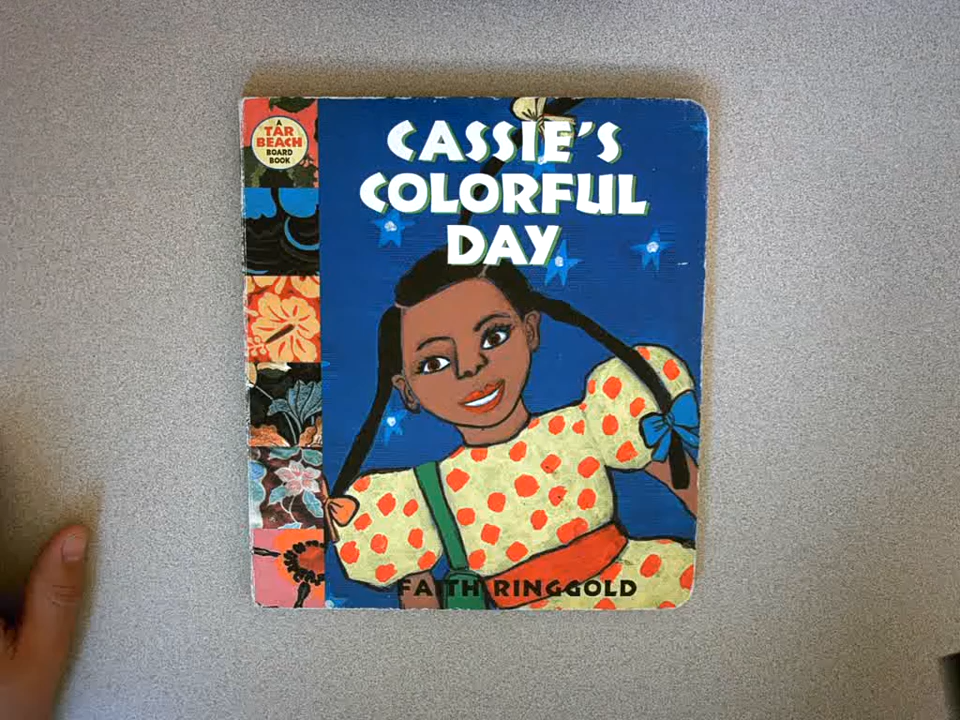 A
TAR
BEACH
BOARD
BOOK
CASSIE'S
COLORFUL
DAY
FAITH RINGGOLD